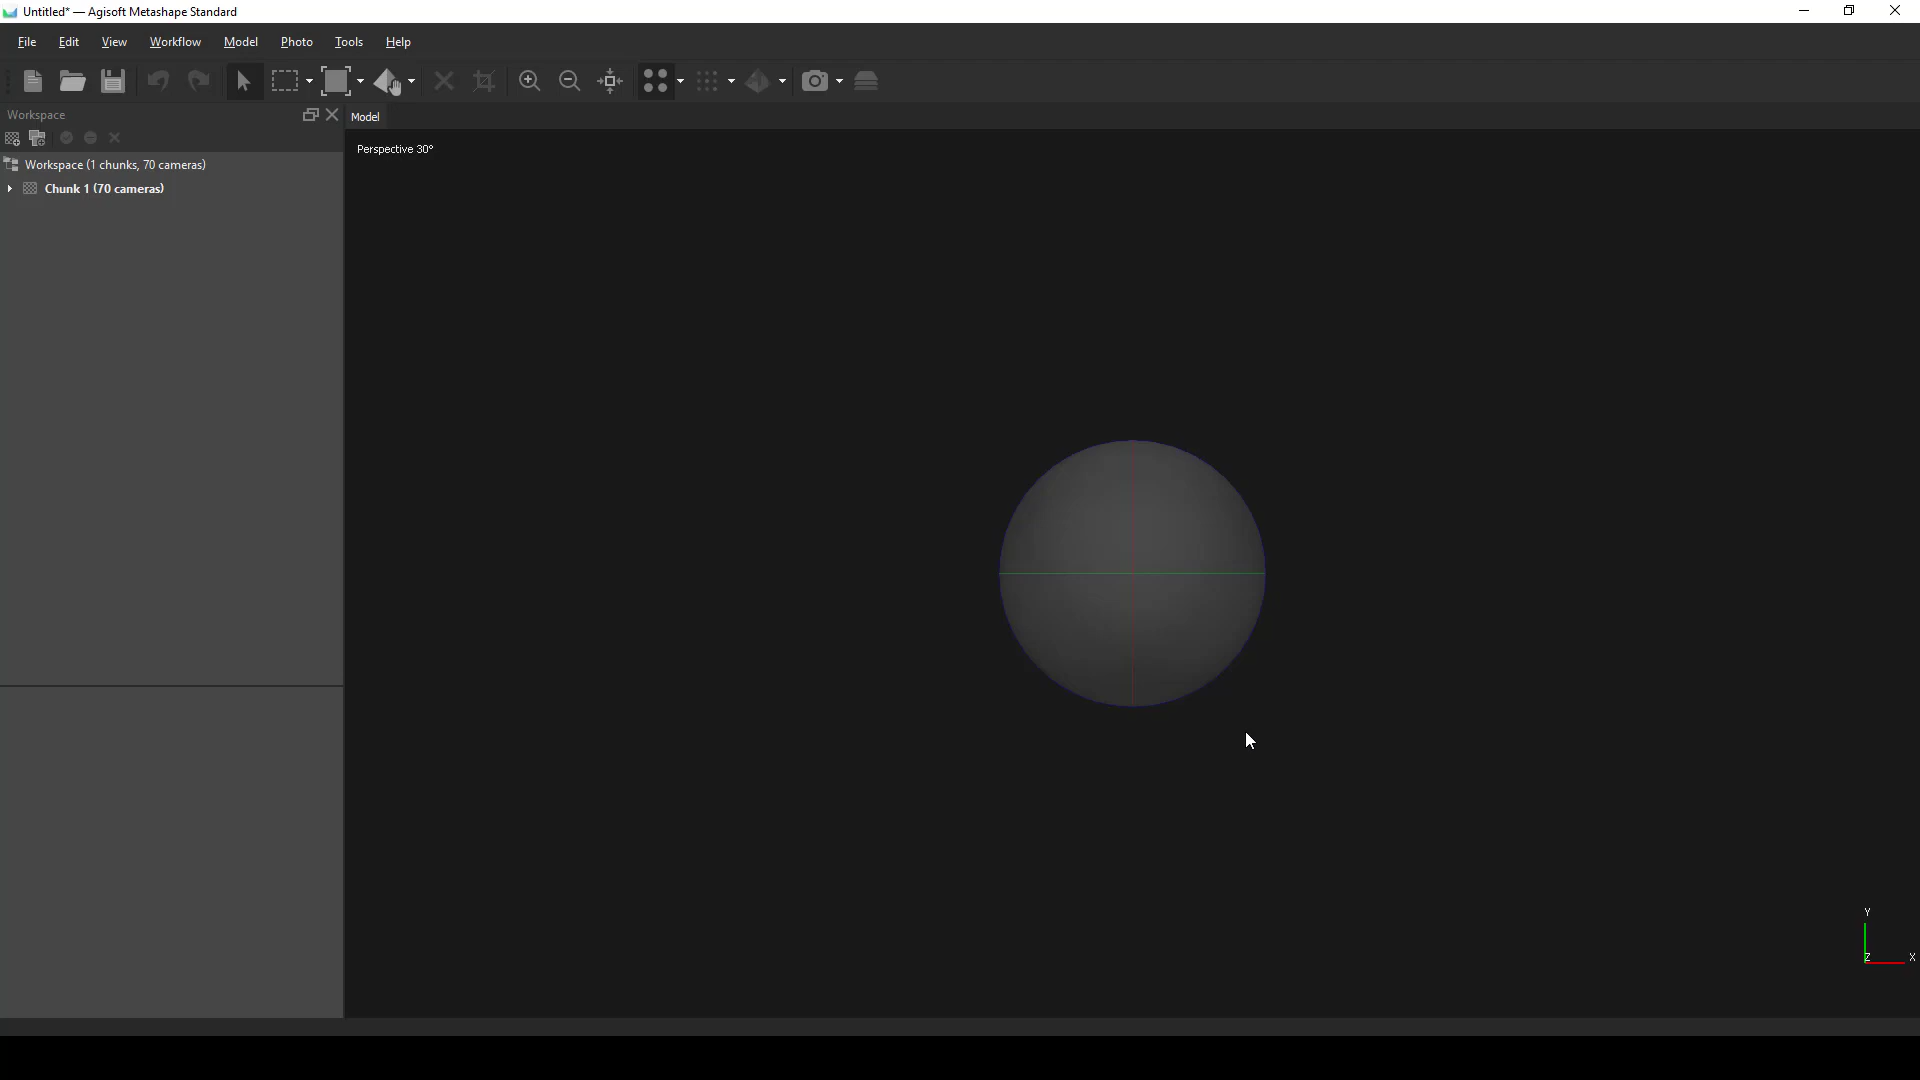 Untitled* — Agisoft Metashape Standard
File Edit View Workflow Model Photo Tools Help
Workspace
Model
Perspective 30°
Workspace (1 chunks, 70 cameras)
Chunk 1 (70 cameras)
Y
Z X